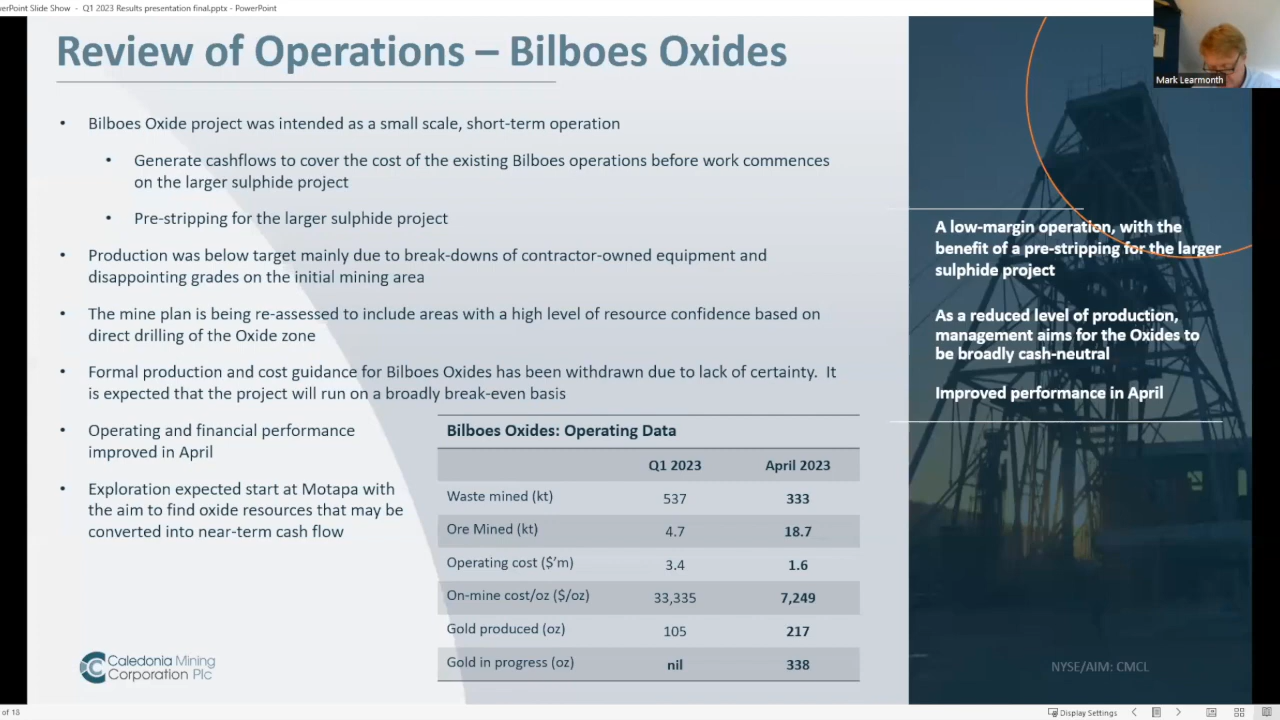 PowerPoint Slide Show - Q1 2023 Results presentation final.pptx - PowerPoint
Review of Operations – Bilboes Oxides
Mark Learmonth
• Bilboes Oxide project was intended as a small scale, short-term operation
• Generate cashflows to cover the cost of the existing Bilboes operations before work commences
on the larger sulphide project
• Pre-stripping for the larger sulphide project
• Production was below target mainly due to break-downs of contractor-owned equipment and
disappointing grades on the initial mining area
• The mine plan is being re-assessed to include areas with a high level of resource confidence based on
direct drilling of the Oxide zone
• Formal production and cost guidance for Bilboes Oxides has been withdrawn due to lack of certainty. It
is expected that the project will run on a broadly break-even basis
• Operating and financial performance
improved in April
• Exploration expected start at Motapa with
the aim to find oxide resources that may be
converted into near-term cash flow
Bilboes Oxides: Operating Data
Q1 2023 April 2023
Waste mined (kt) 537 333
Ore Mined (kt) 4.7 18.7
Operating cost ($'m) 3.4 1.6
On-mine cost/oz ($/oz) 33,335 7,249
Gold produced (oz) 105 217
Gold in progress (oz) nil 338
A low-margin operation, with the
benefit of a pre-stripping for the larger
sulphide project
As a reduced level of production,
management aims for the Oxides to
be broadly cash-neutral
Improved performance in April
Caledonia Mining
Corporation Plc
NYSE/AIM: CMCL
of 18
Display Settings